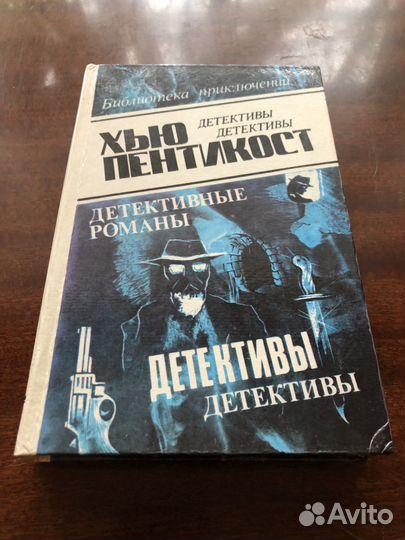 Библиотека приключений
ДЕТЕКТИВЫ
ДЕТЕКТИВЫ
ХЬЮ
ПЕНТИКОСТ
ДЕТЕКТИВНЫЕ
РОМАНЫ
ДЕТЕКТИВЫ
ДЕТЕКТИВЫ
Avito